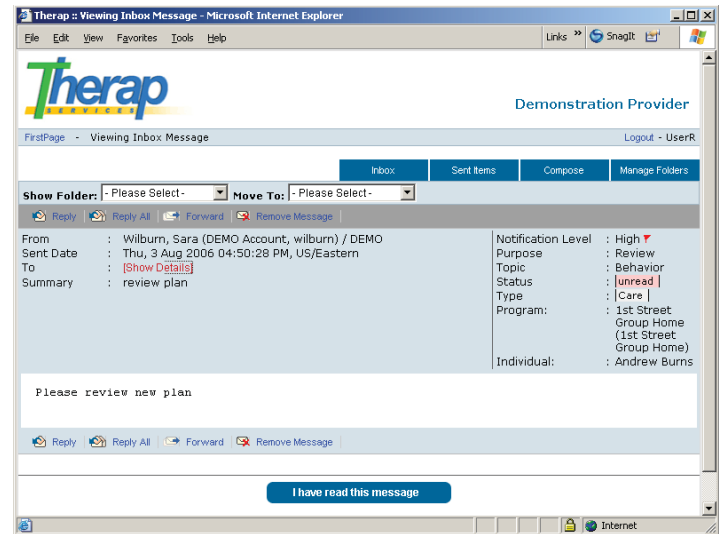 Therap :: Viewing Inbox Message - Microsoft Internet Explorer
File Edit View Favorites Tools Help Links » SnagIt
Therap
SERVICES
Demonstration Provider
FirstPage - Viewing Inbox Message Logout - UserR
Inbox Sent Items Compose Manage Folders
Show Folder: - Please Select - Move To: - Please Select -
Reply Reply All Forward Remove Message
From : Wilburn, Sara (DEMO Account, wilburn) / DEMO
Sent Date : Thu, 3 Aug 2006 04:50:28 PM, US/Eastern
To : [Show Details]
Summary : review plan
Notification Level : High
Purpose : Review
Topic : Behavior
Status : |unread |
Type : |Care |
Program: : 1st Street
Group Home
(1st Street
Group Home)
Individual: : Andrew Burns
Please review new plan
Reply Reply All Forward Remove Message
I have read this message
Internet